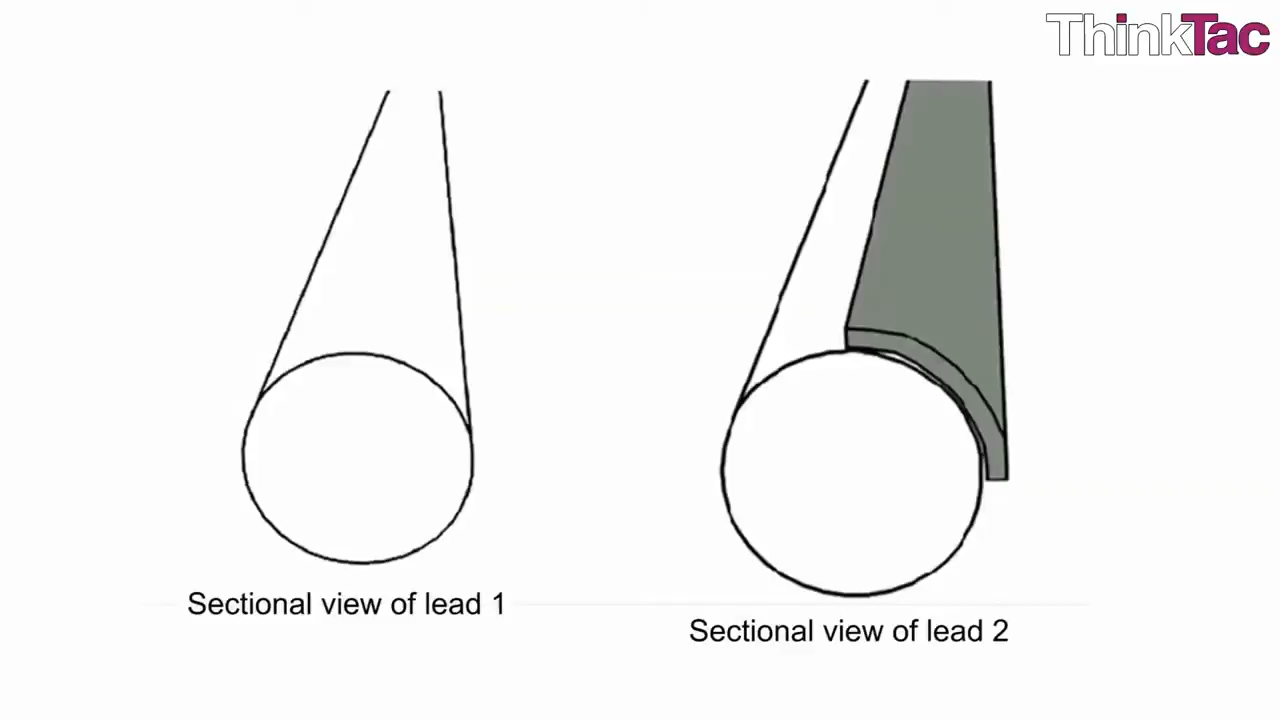 ThinkTac
Sectional view of lead 1
Sectional view of lead 2